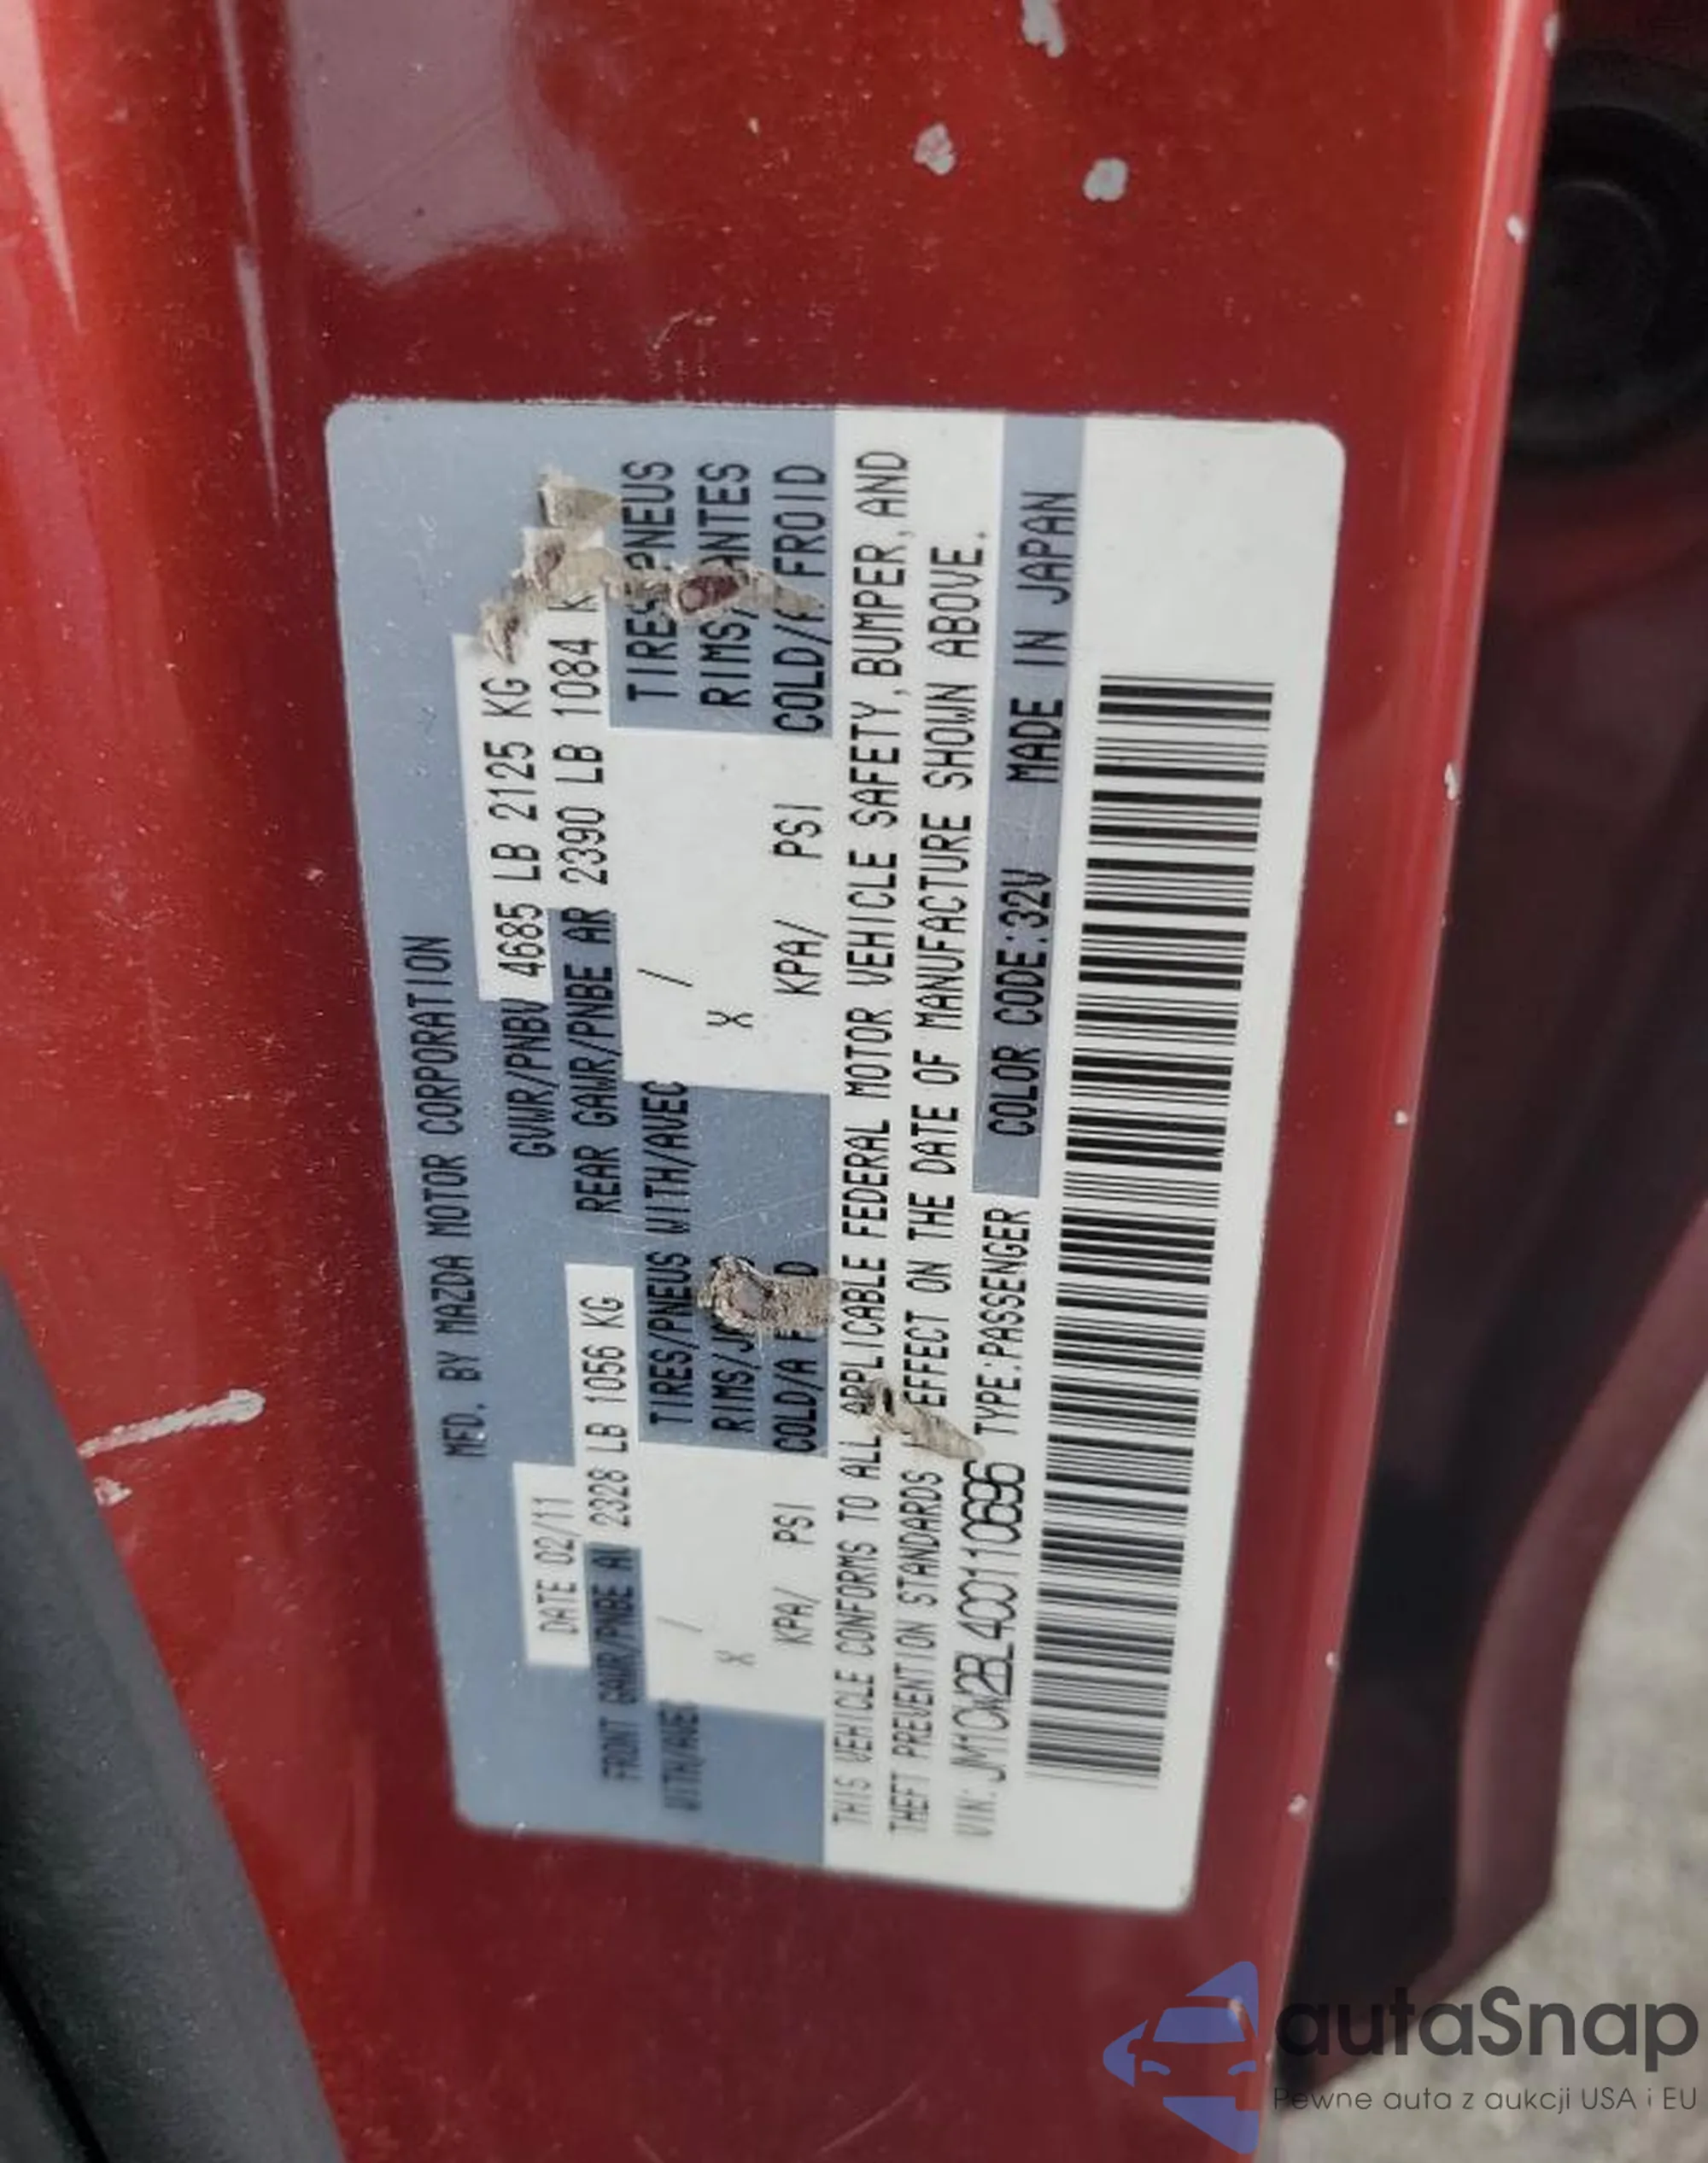 MFD. BY MAZDA MOTOR CORPORATION
DATE 02/11 GVWR/PNBV 4685 LB 2125 KG
FRONT GAWR/PNBE AV 2328 LB 1056 KG REAR GAWR/PNBE AR 2390 LB 1084 K
WITH/AVEC / TIRES/PNEUS WITH/AVEC / TIRES PNEUS
X RIMS/J X RIMS/ ANTES
KPA/ PSI COLD/A F D KPA/ PSI COLD/ FROID
THIS VEHICLE CONFORMS TO ALL APPLICABLE FEDERAL MOTOR VEHICLE SAFETY, BUMPER, AND
THEFT PREVENTION STANDARDS EFFECT ON THE DATE OF MANUFACTURE SHOWN ABOVE.
VIN: JM1CW2BL4C0110696 TYPE:PASSENGER COLOR CODE:32V MADE IN JAPAN
autaSnap
Pewne auta z aukcji USA i EU